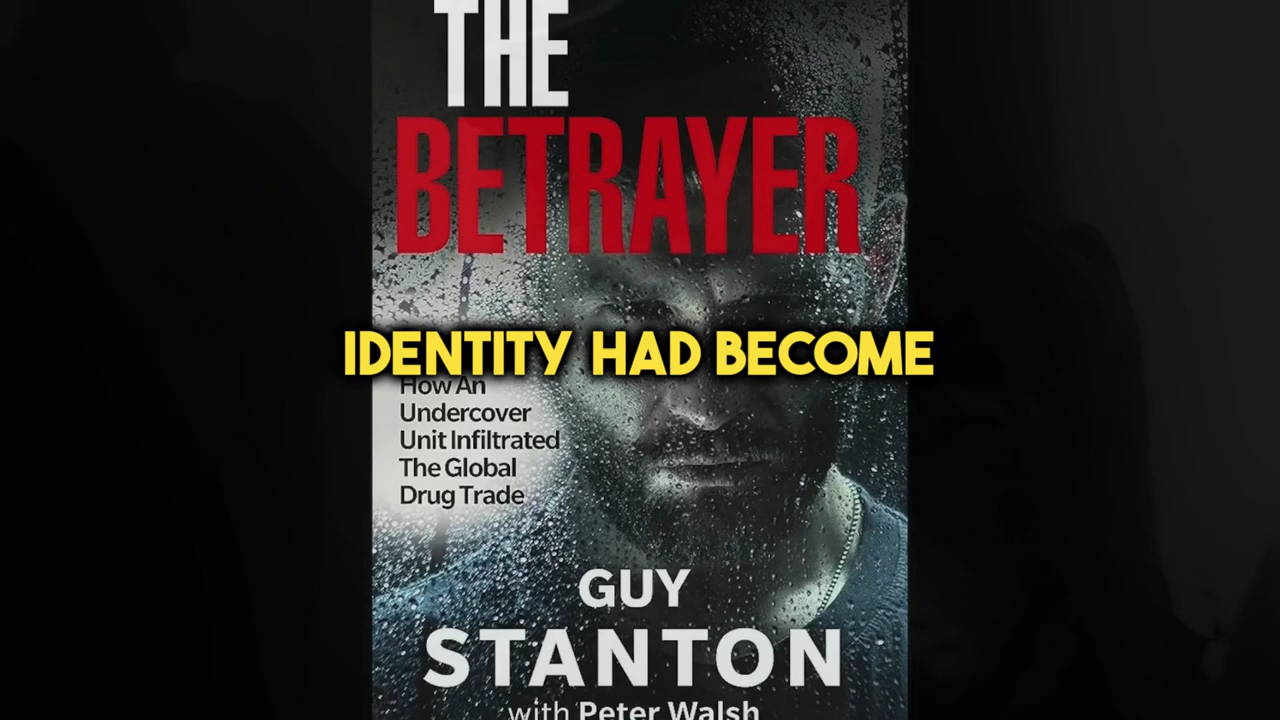 THE
BETRAYER
IDENTITY HAD BECOME
How An
Undercover
Unit Infiltrated
The Global
Drug Trade
GUY
STANTON
with Peter Walsh